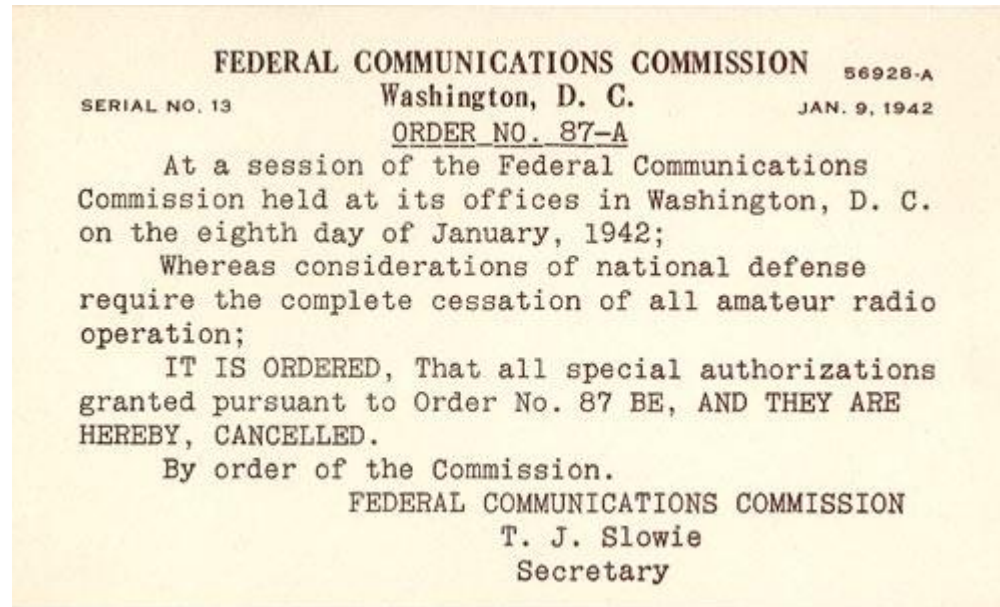 FEDERAL COMMUNICATIONS COMMISSION 56928-A
SERIAL NO. 13 Washington, D. C. JAN. 9, 1942
ORDER NO. 87-A
At a session of the Federal Communications
Commission held at its offices in Washington, D. C.
on the eighth day of January, 1942;
Whereas considerations of national defense
require the complete cessation of all amateur radio
operation;
IT IS ORDERED, That all special authorizations
granted pursuant to Order No. 87 BE, AND THEY ARE
HEREBY, CANCELLED.
By order of the Commission.
FEDERAL COMMUNICATIONS COMMISSION
T. J. Slowie
Secretary